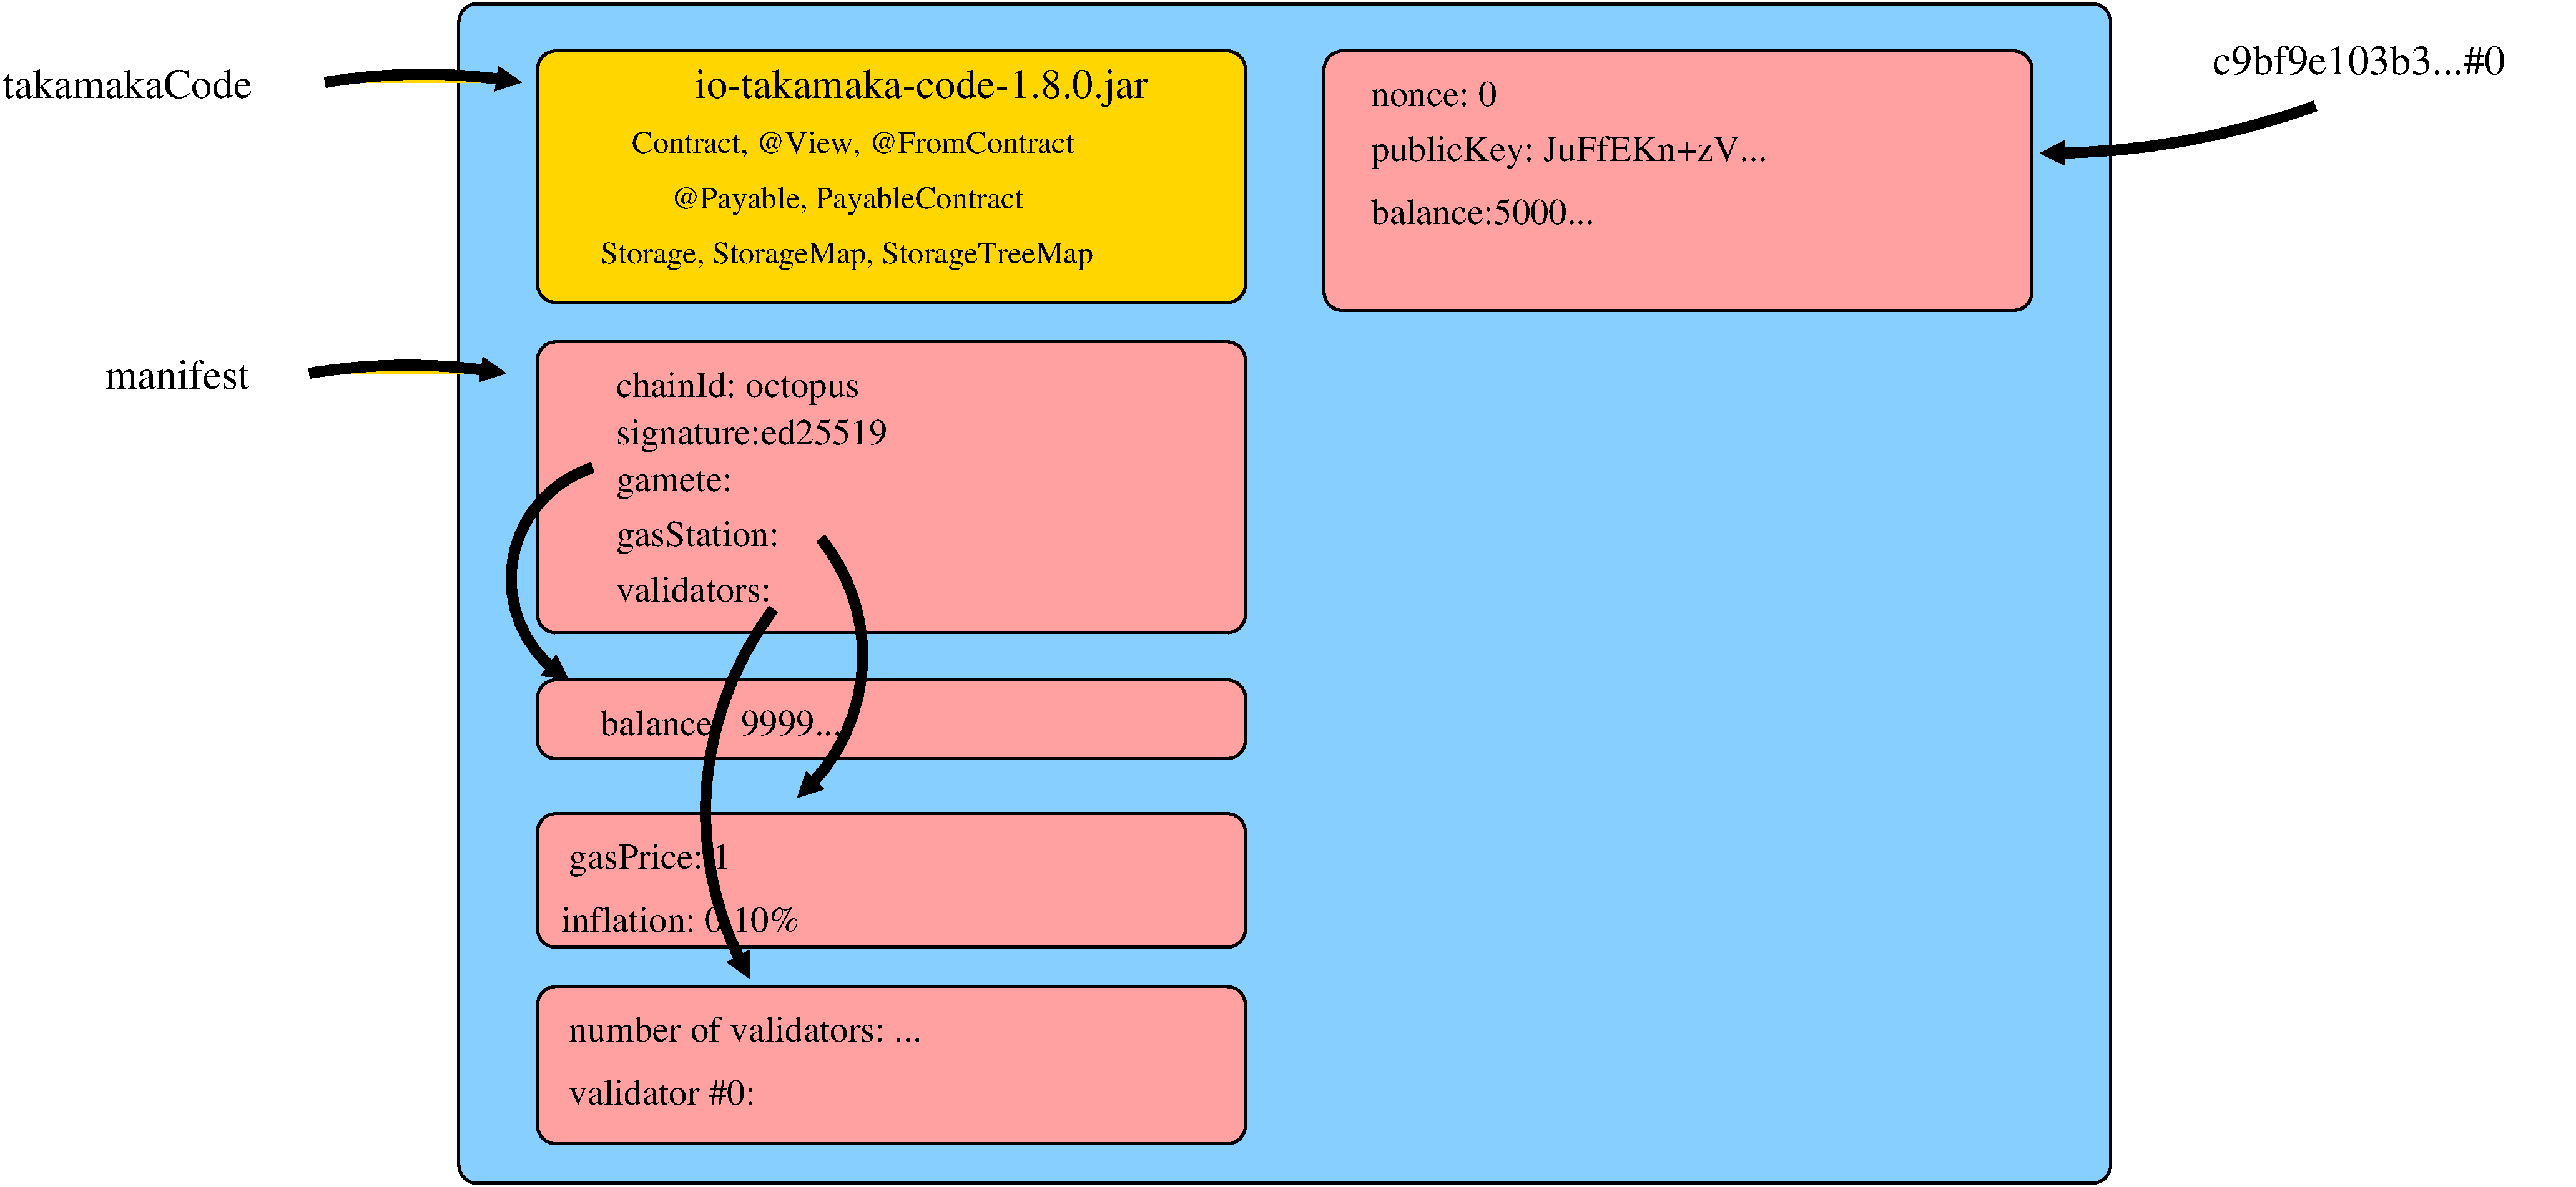 takamakaCode
io-takamaka-code-1.8.0.jar
Contract, @View, @FromContract
@Payable, PayableContract
Storage, StorageMap, StorageTreeMap
nonce: 0
publicKey: JuFfEKn+zV...
balance:5000...
c9bf9e103b3...#0
manifest
chainId: octopus
signature:ed25519
gamete:
gasStation:
validators:
balance: 9999...
gasPrice: 1
inflation: 0.10%
number of validators: ...
validator #0: